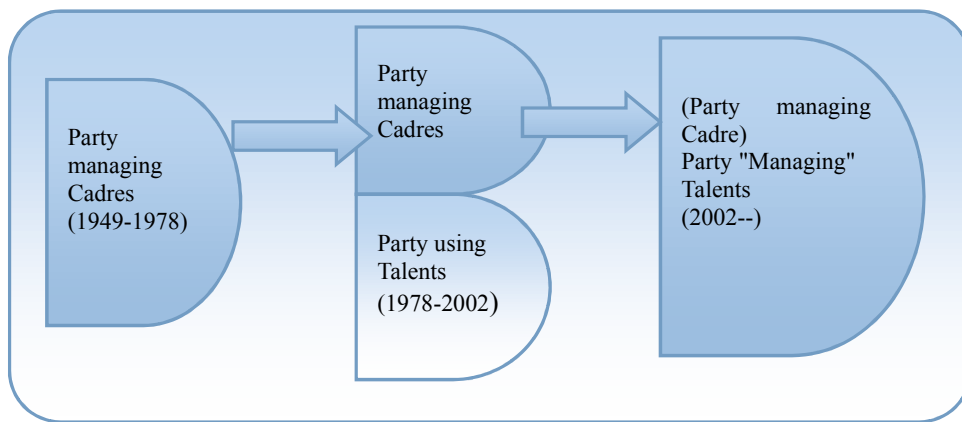 Party
managing
Cadres
(1949-1978)
Party
managing
Cadres
Party using
Talents
(1978-2002)
(Party managing
Cadre)
Party "Managing"
Talents
(2002--)